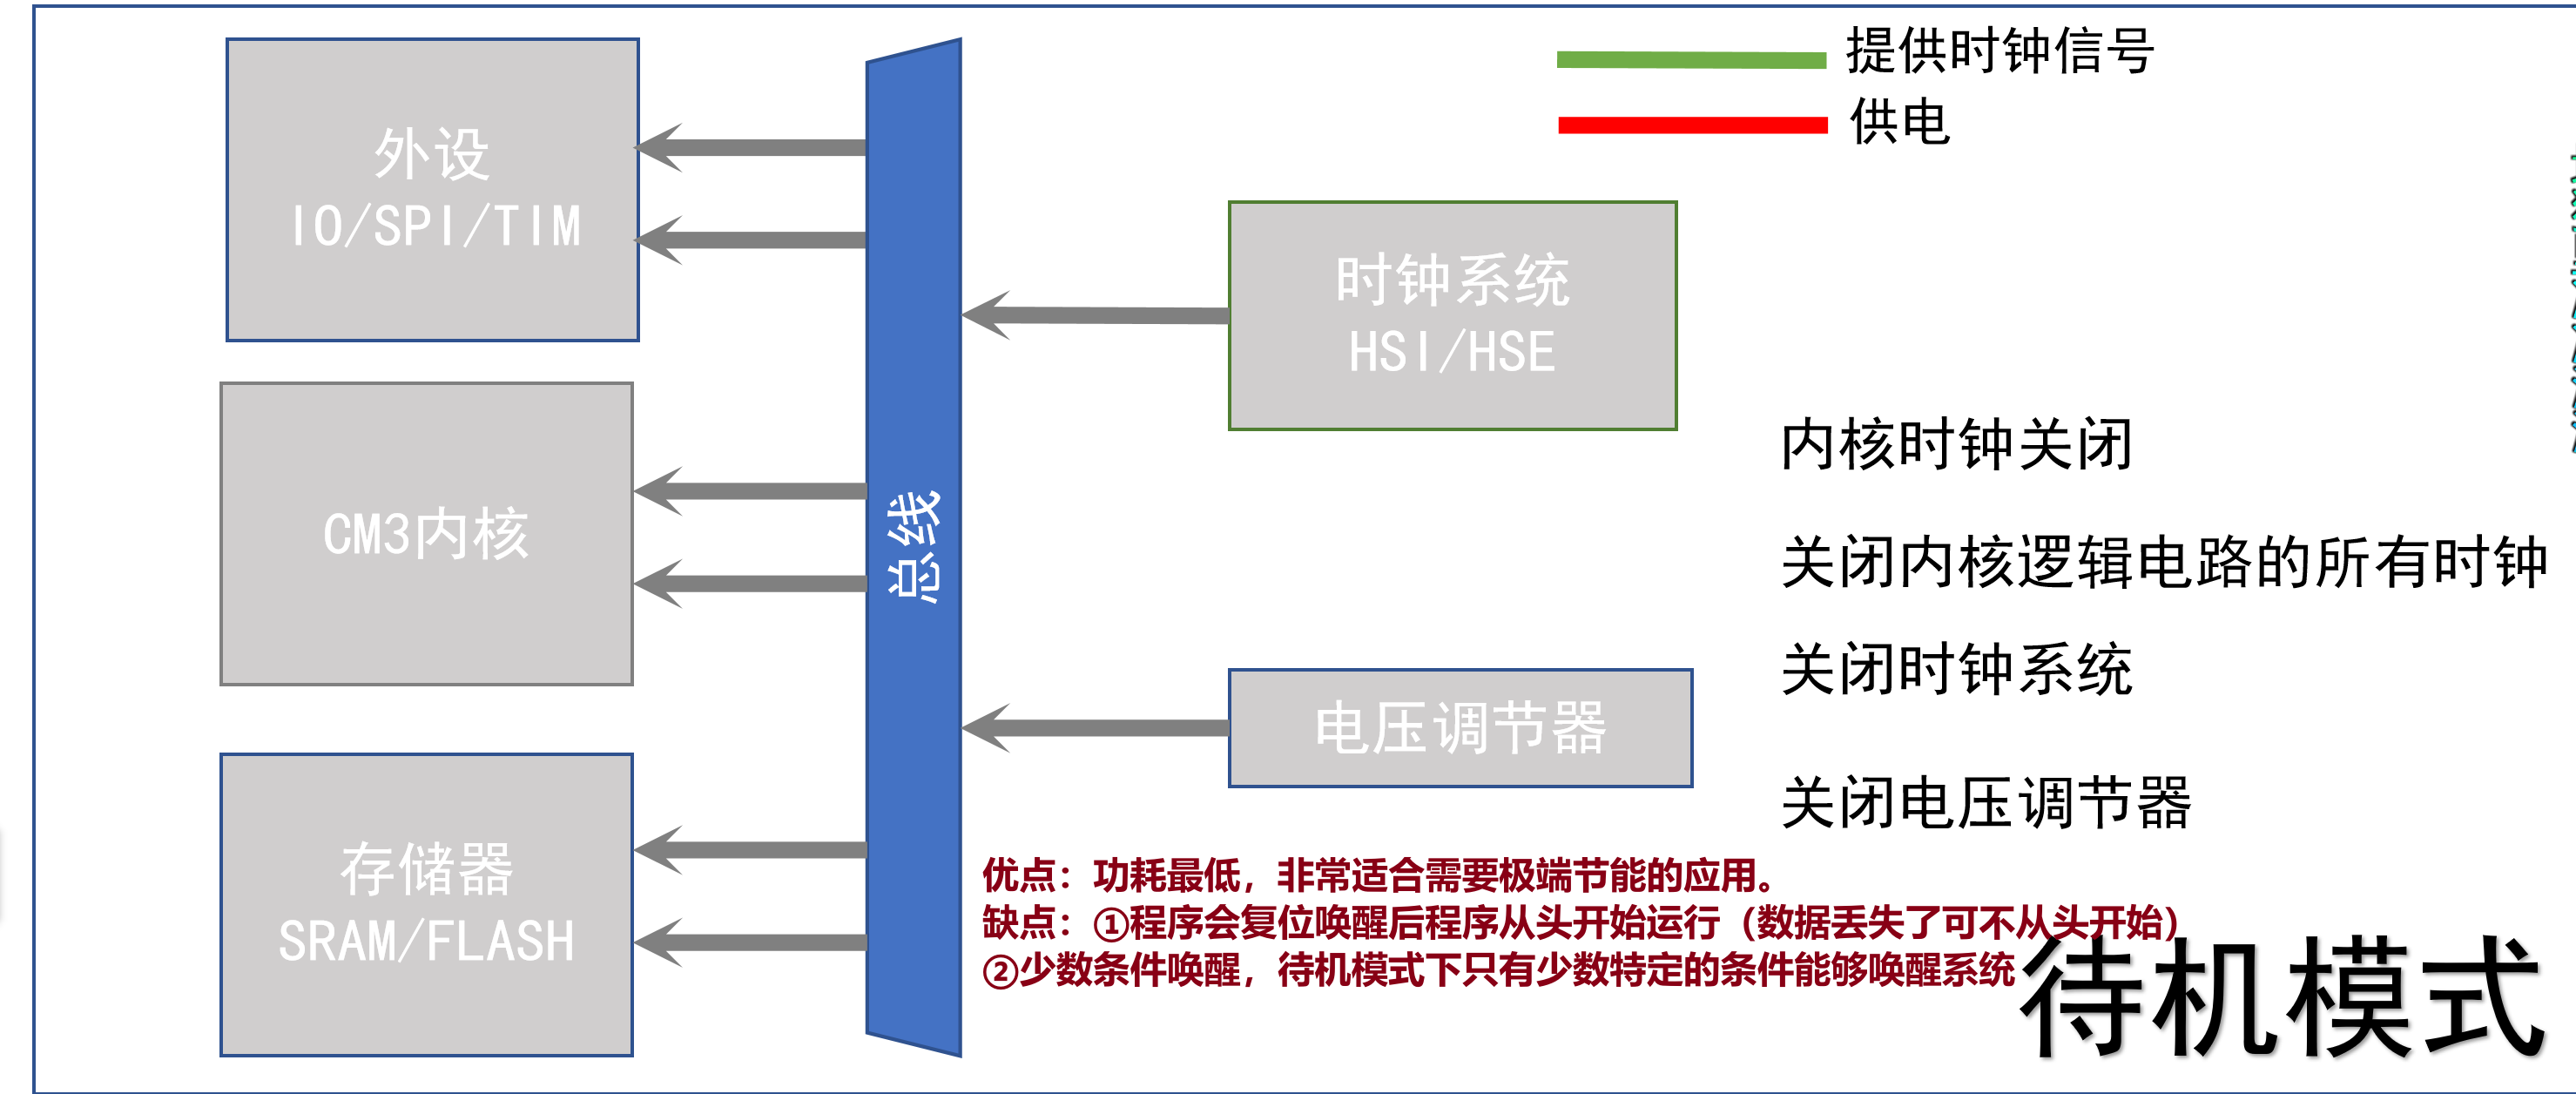 提供时钟信号
供电
外设
IO/SPI/TIM
时钟系统
HSI/HSE
CM3内核
总线
内核时钟关闭
关闭内核逻辑电路的所有时钟
关闭时钟系统
电压调节器
关闭电压调节器
存储器
SRAM/FLASH
优点：功耗最低，非常适合需要极端节能的应用。
缺点：①程序会复位唤醒后程序从头开始运行（数据丢失了可不从头开始）
②少数条件唤醒，待机模式下只有少数特定的条件能够唤醒系统
待机模式